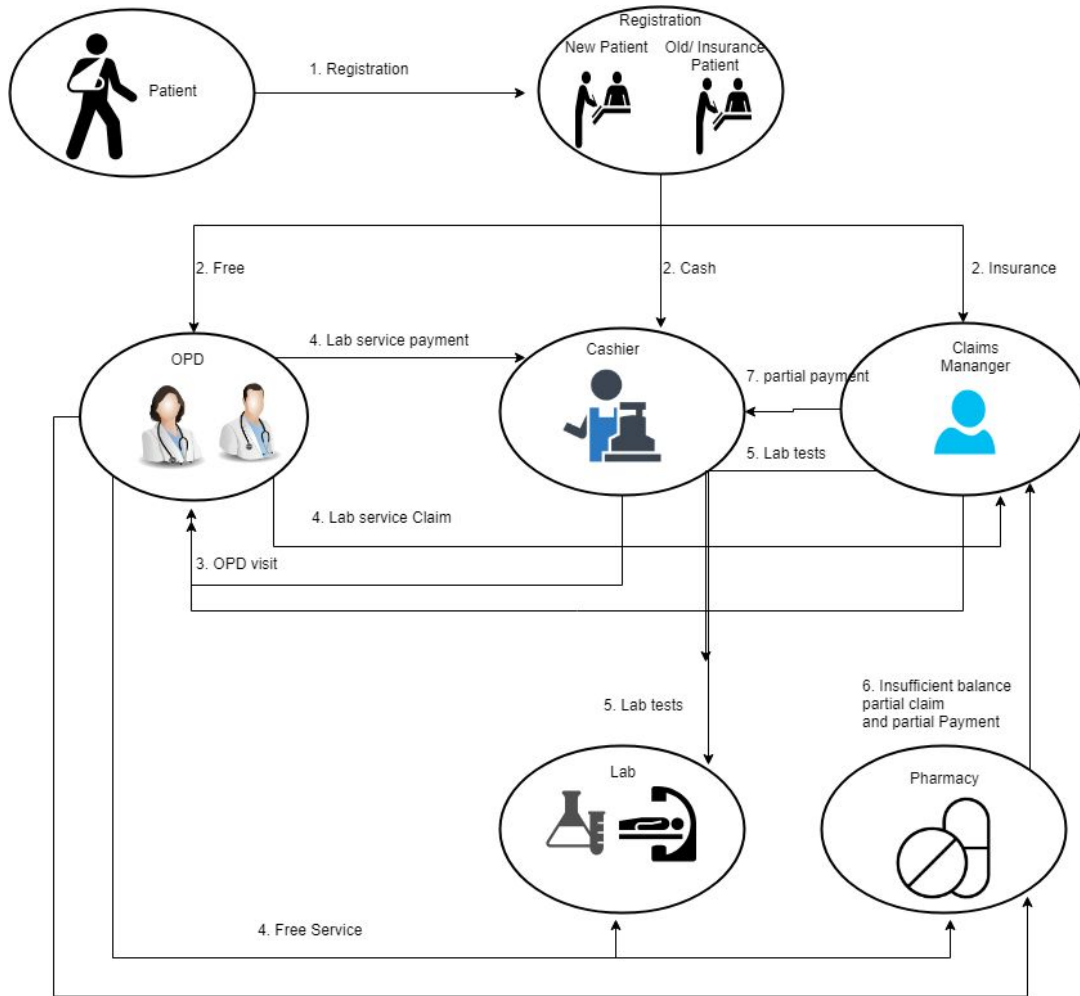 Registration
New Patient
Old/ Insurance
Patient
Patient
1. Registration
2. Free
2. Cash
2. Insurance
OPD
4. Lab service payment
Cashier
Claims
Mananger
7. partial payment
5. Lab tests
4. Lab service Claim
3. OPD visit
6. Insufficient balance
partial claim
and partial Payment
5. Lab tests
Lab
Pharmacy
4. Free Service